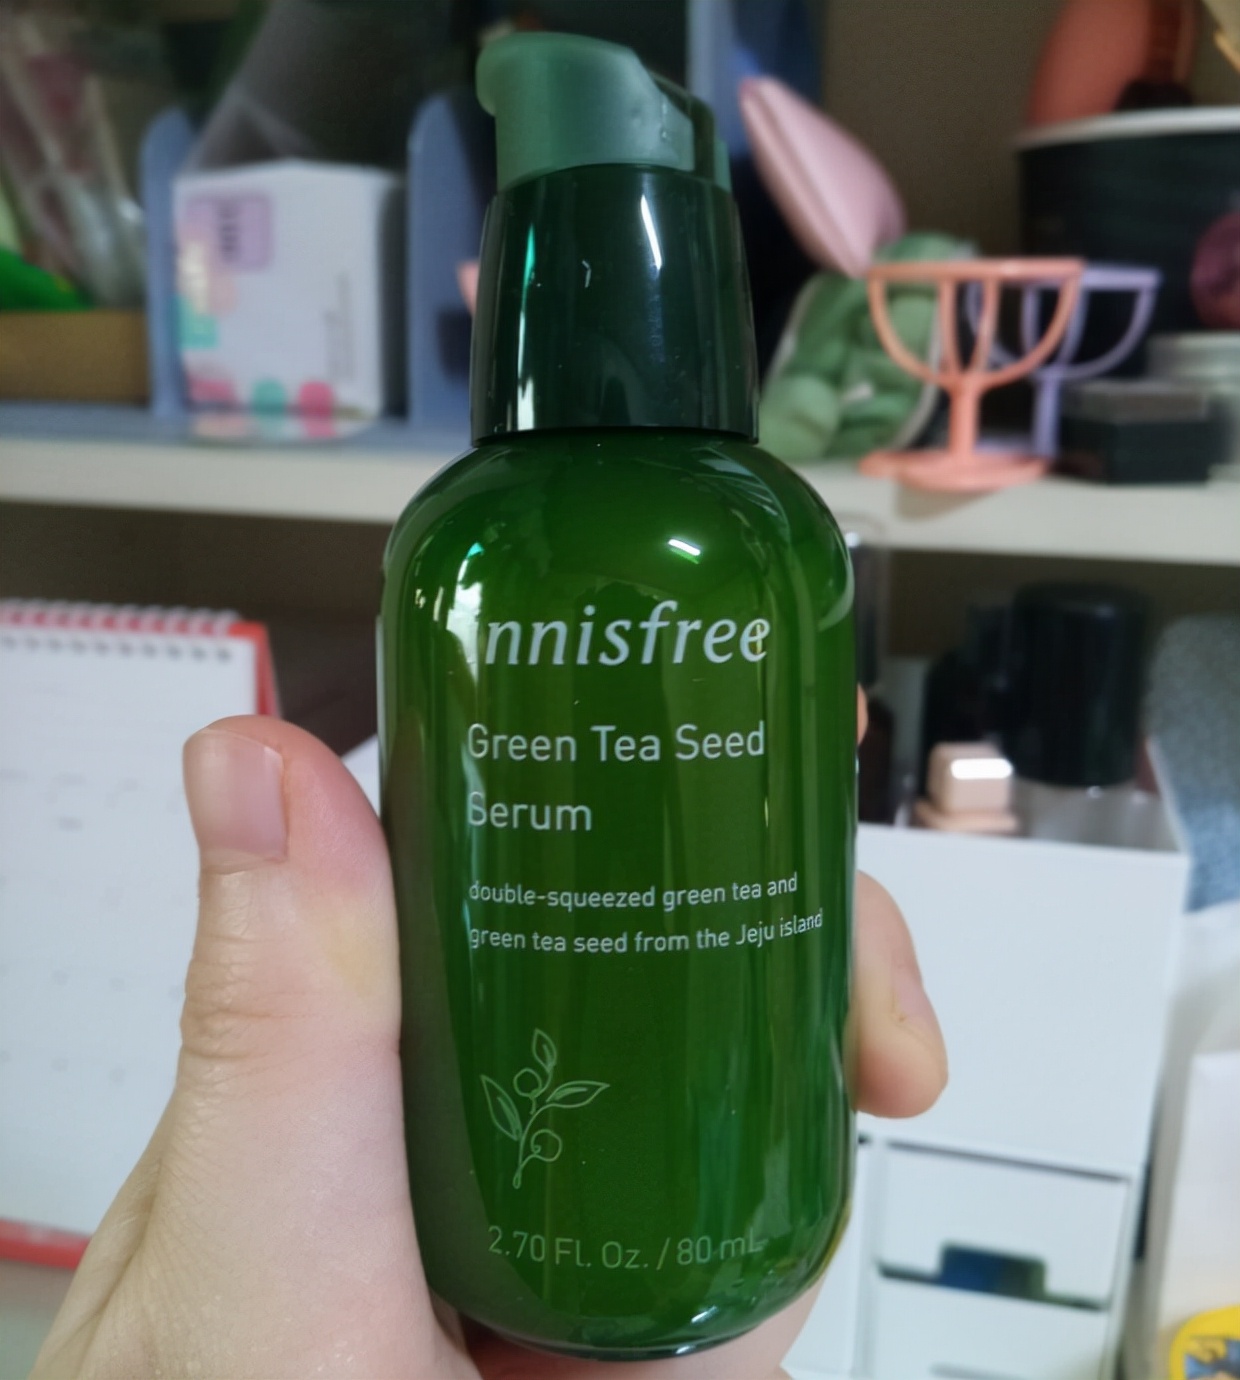 innisfree
Green Tea Seed
Serum
double-squeezed green tea and
green tea seed from the Jeju island
2.70 Fl. Oz. / 80 mL